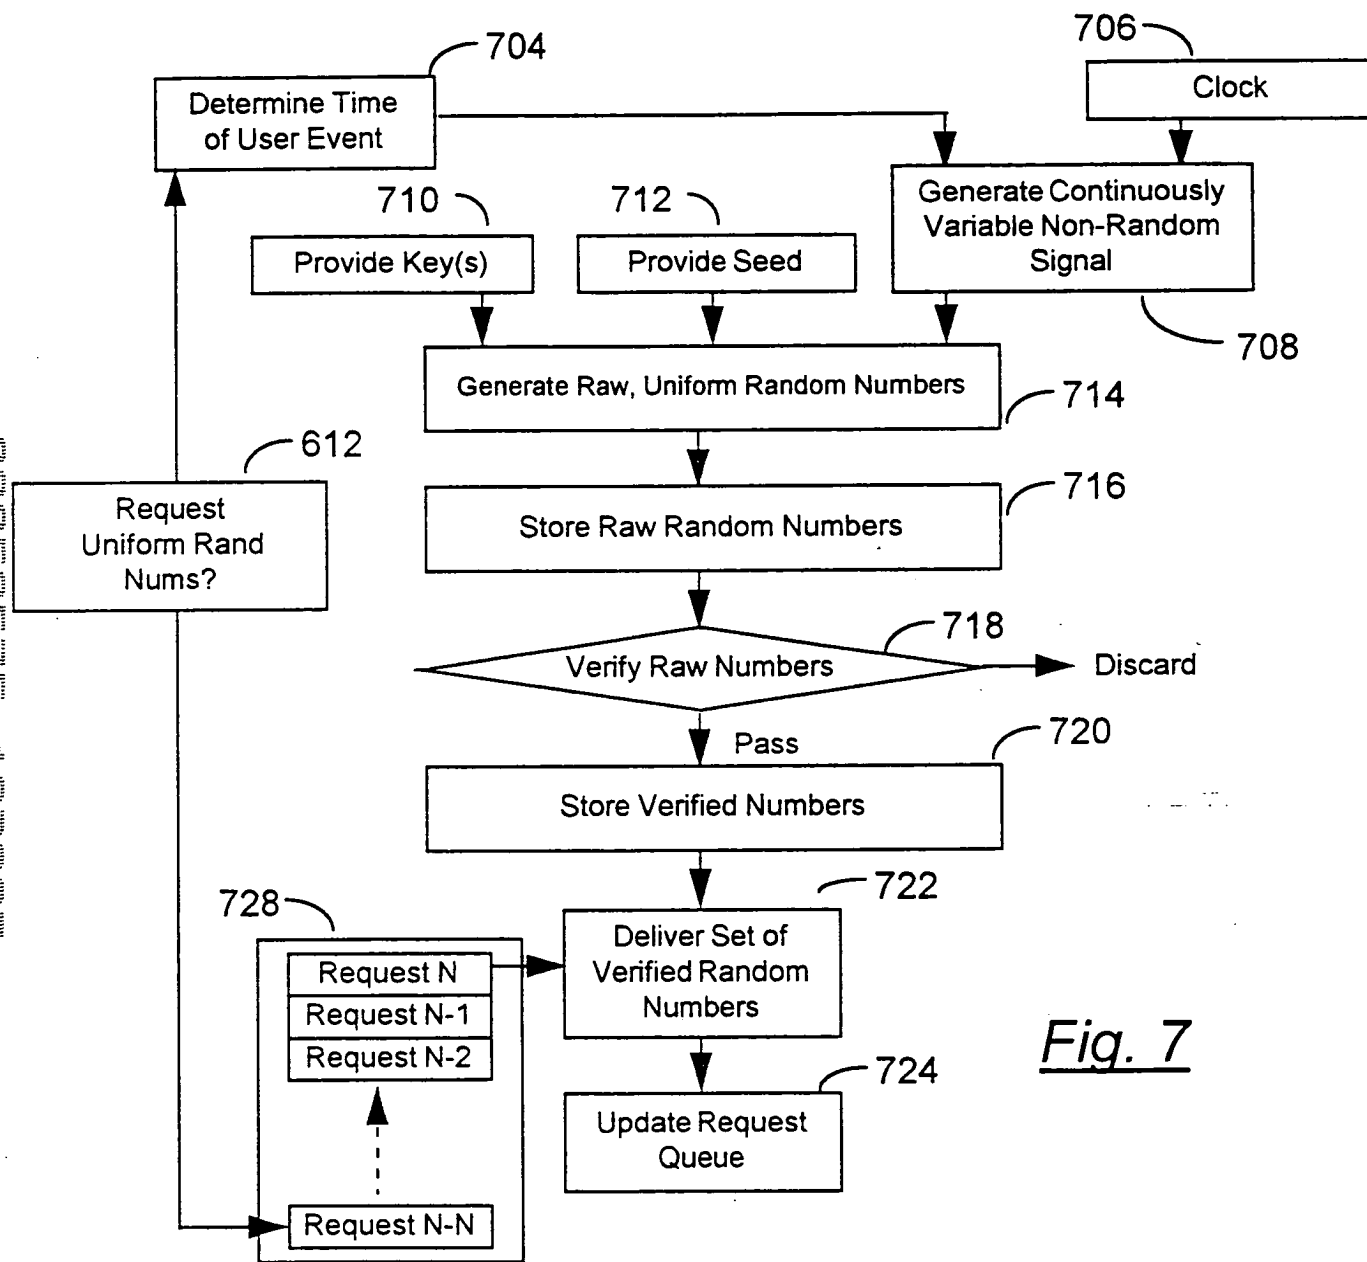 704
706
Determine Time
of User Event
Clock
710
712
Generate Continuously
Variable Non-Random
Signal
Provide Key(s)
Provide Seed
708
Generate Raw, Uniform Random Numbers
714
612
Request
Uniform Rand
Nums?
716
Store Raw Random Numbers
718
Verify Raw Numbers
Discard
Pass
720
Store Verified Numbers
722
728
Deliver Set of
Verified Random
Numbers
Request N
Request N-1
Request N-2
Fig. 7
724
Update Request
Queue
Request N-N